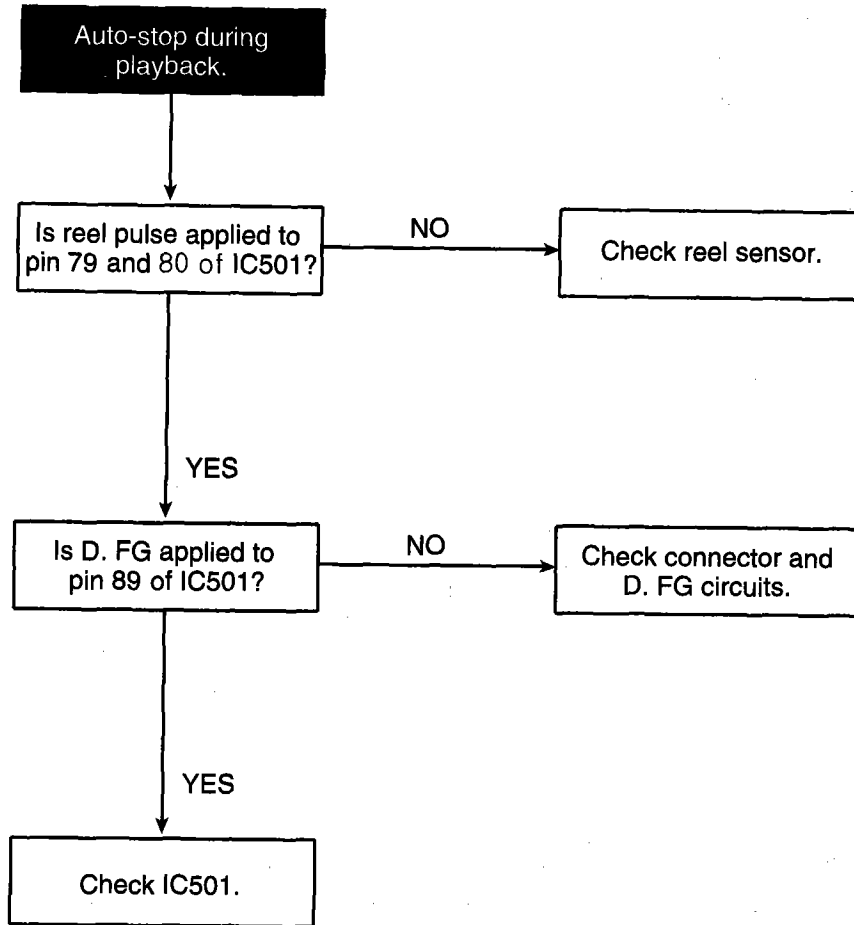 Auto-stop during
playback.
Is reel pulse applied to
pin 79 and 80 of IC501?
NO
Check reel sensor.
YES
Is D. FG applied to
pin 89 of IC501?
NO
Check connector and
D. FG circuits.
YES
Check IC501.